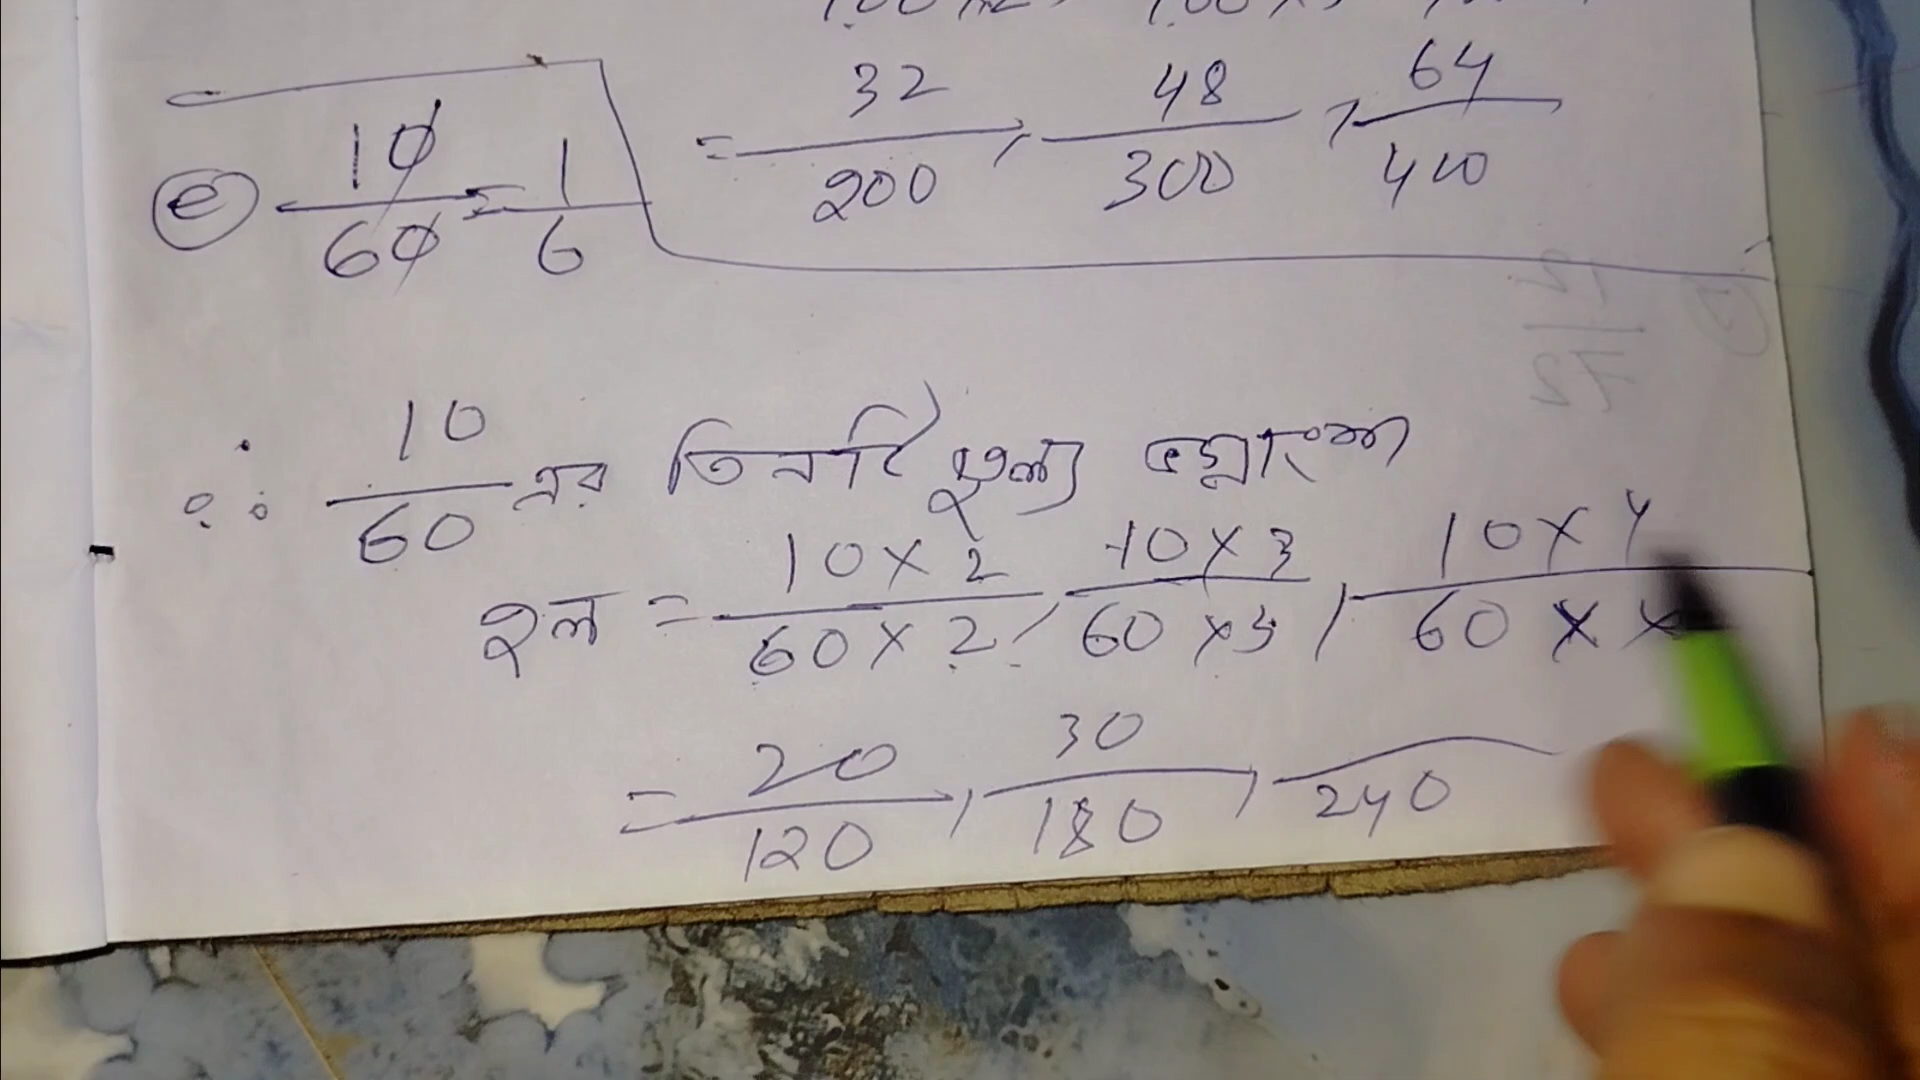 = 32/200, 48/300, 64/400
ⓔ 10/60 = 1/6
∴ 10/60 এর তিনটি তুল্য ভগ্নাংশ
হল = 10×2/60×2, 10×3/60×3, 10×4/60×4
= 20/120, 30/180, /240